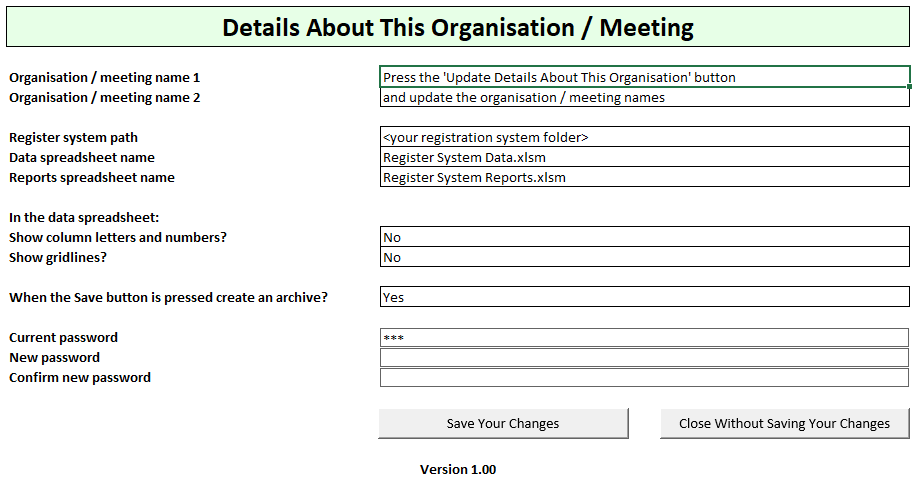 Details About This Organisation / Meeting
Organisation / meeting name 1 Press the 'Update Details About This Organisation' button
Organisation / meeting name 2 and update the organisation / meeting names
Register system path <your registration system folder>
Data spreadsheet name Register System Data.xlsm
Reports spreadsheet name Register System Reports.xlsm
In the data spreadsheet:
Show column letters and numbers? No
Show gridlines? No
When the Save button is pressed create an archive? Yes
Current password ***
New password
Confirm new password
Save Your Changes Close Without Saving Your Changes
Version 1.00